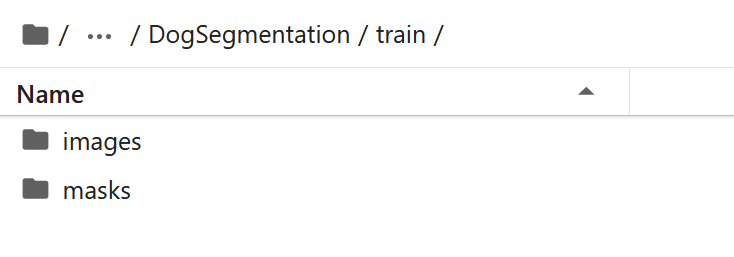 / ... / DogSegmentation / train /
Name
images
masks